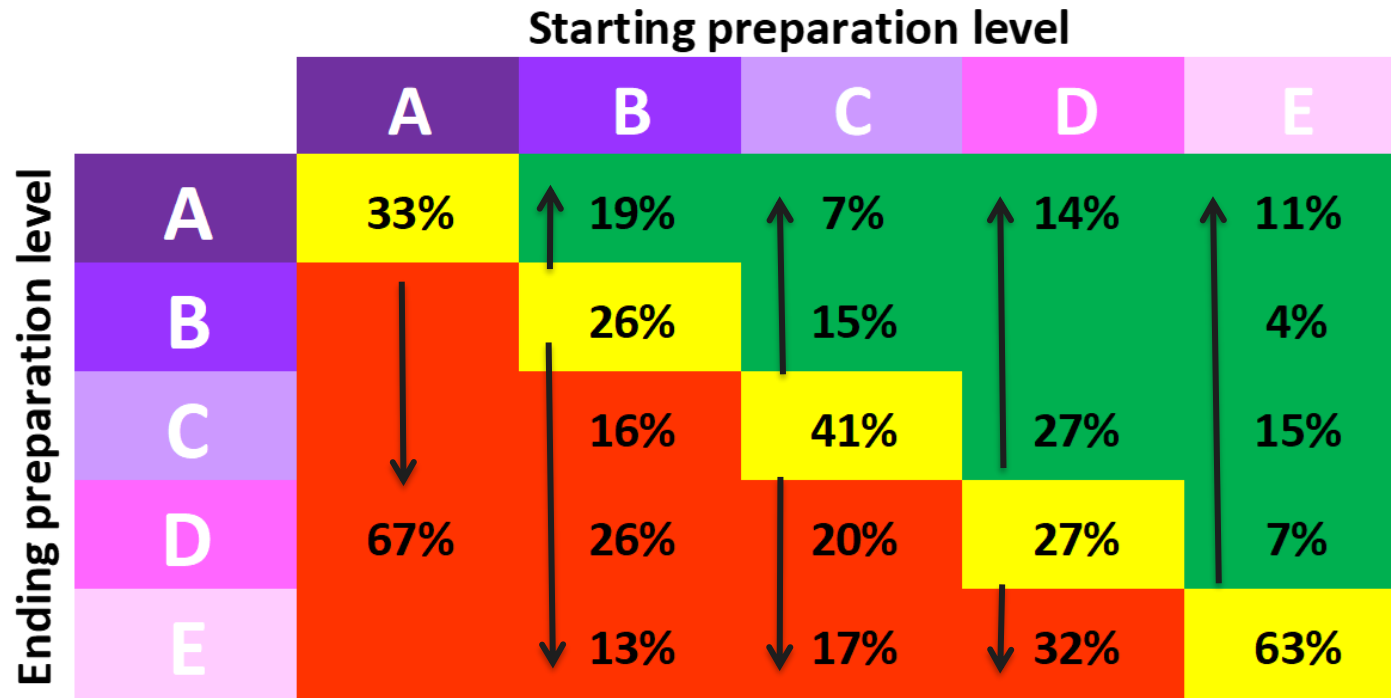 Starting preparation level
A B C D E
Ending preparation level
A 33% 19% 7% 14% 11%
B 26% 15% 4%
C 16% 41% 27% 15%
D 67% 26% 20% 27% 7%
E 13% 17% 32% 63%